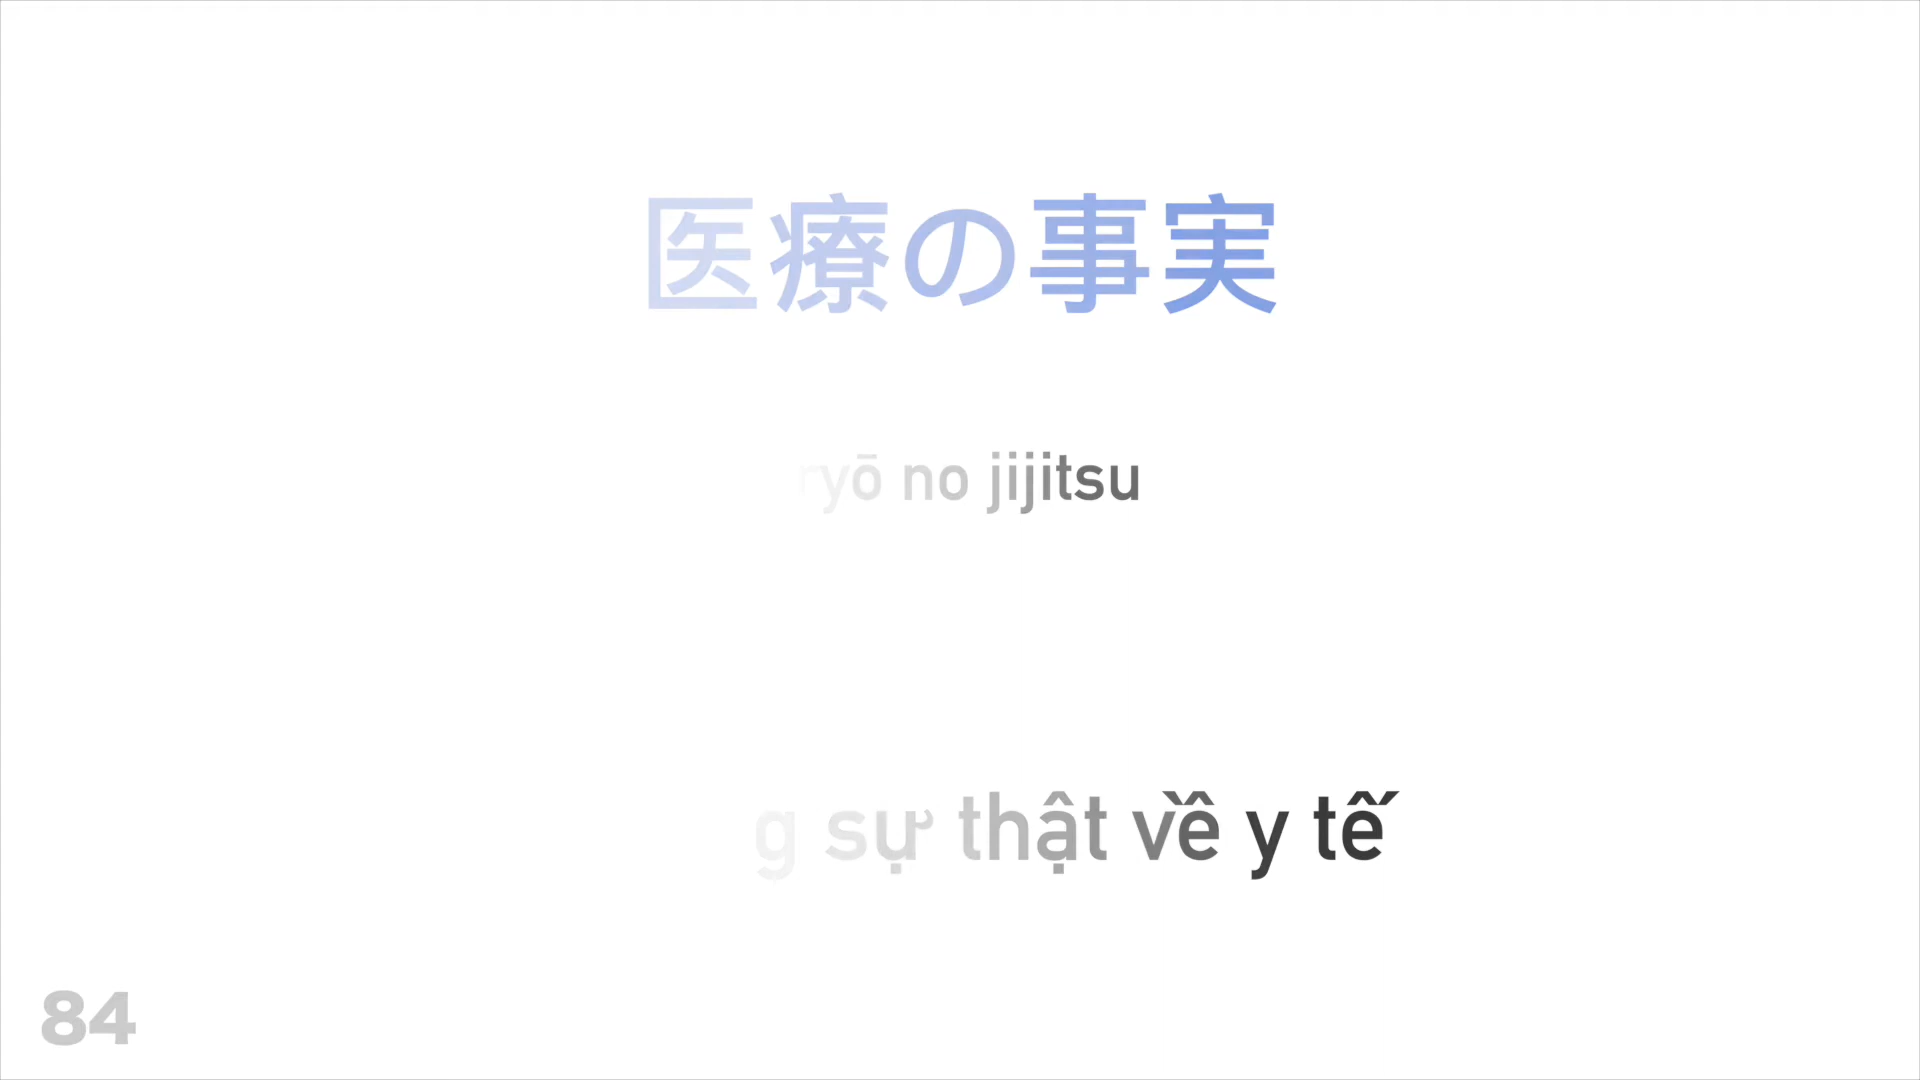 医療の事実
ryō no jijitsu
g sự thật về y tế
84